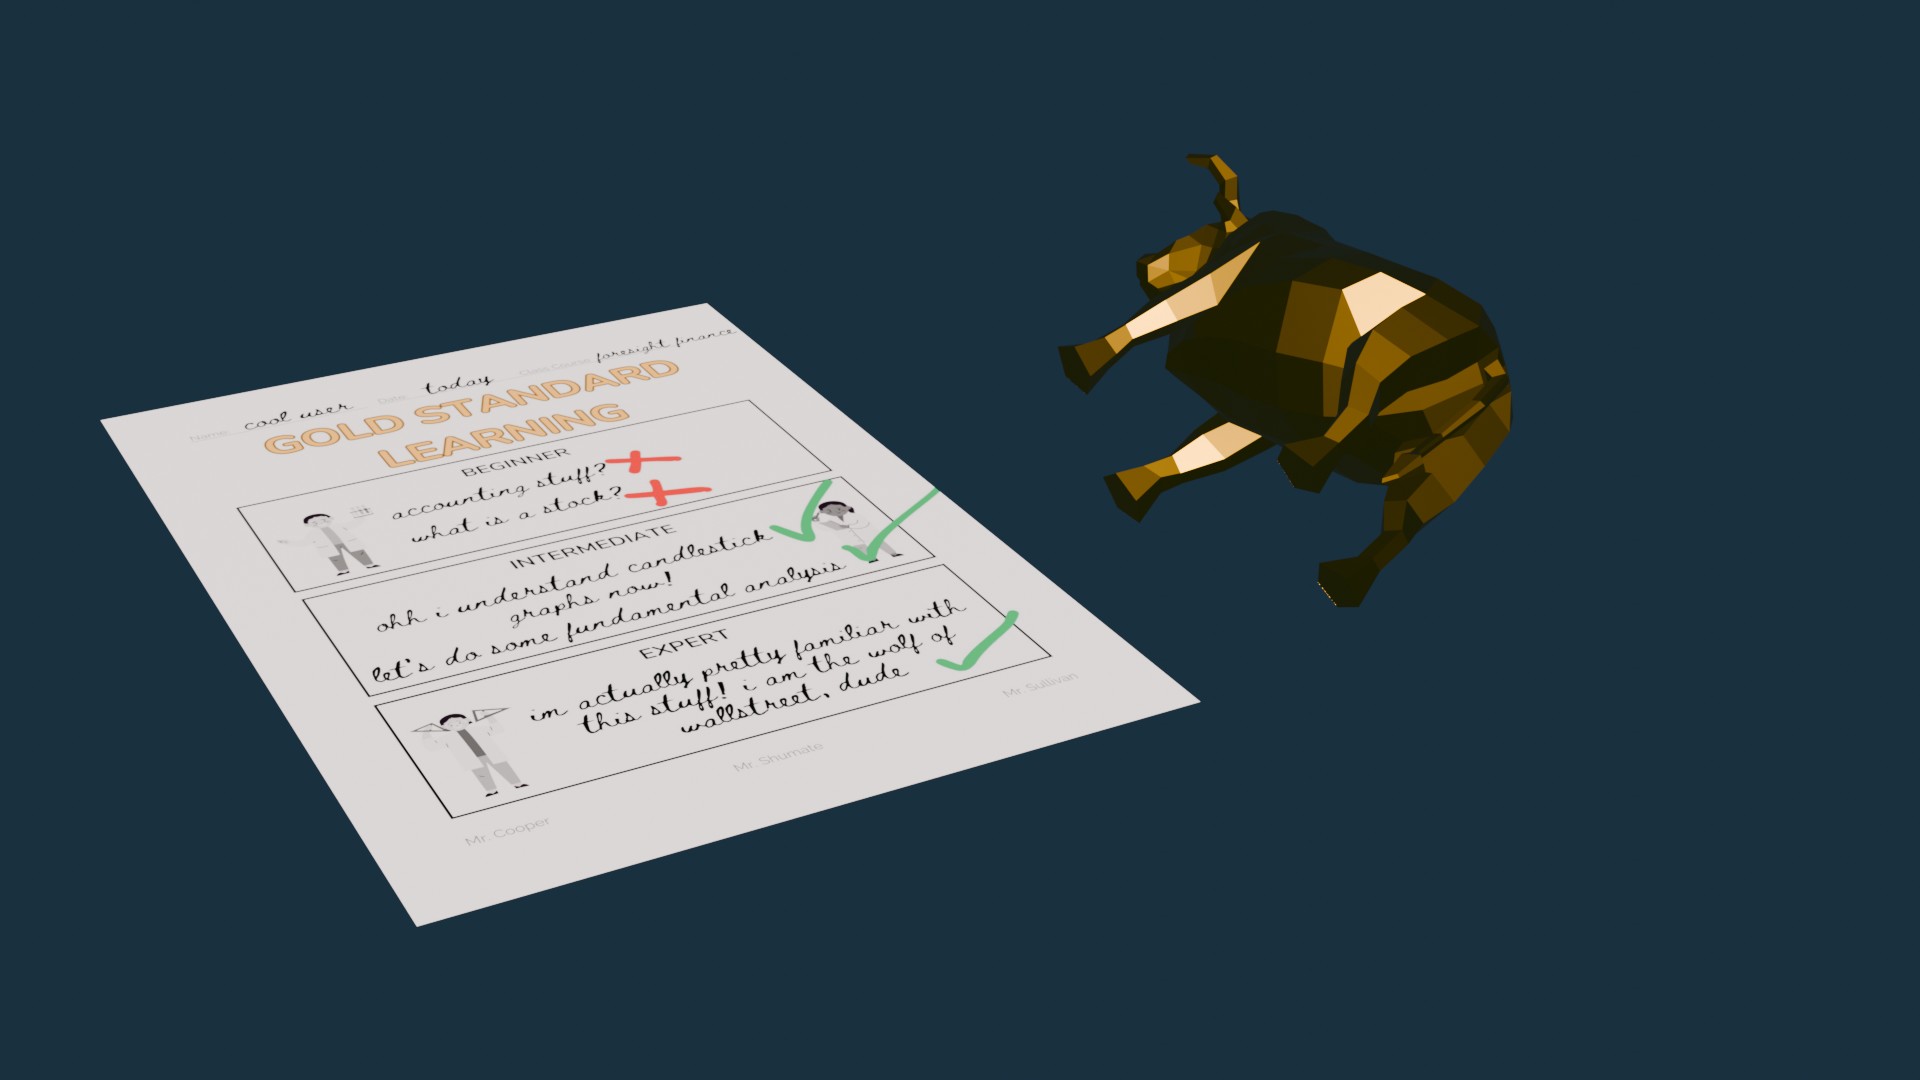 Name: cool user Date: today Class/Course: foresight finance
GOLD STANDARD
LEARNING
BEGINNER
accounting stuff?
what is a stock?
INTERMEDIATE
ohh i understand candlestick
graphs now!
let's do some fundamental analysis
EXPERT
im actually pretty familiar with
this stuff! i am the wolf of
wallstreet, dude
Mr. Cooper Mr. Shumate Mr. Sullivan